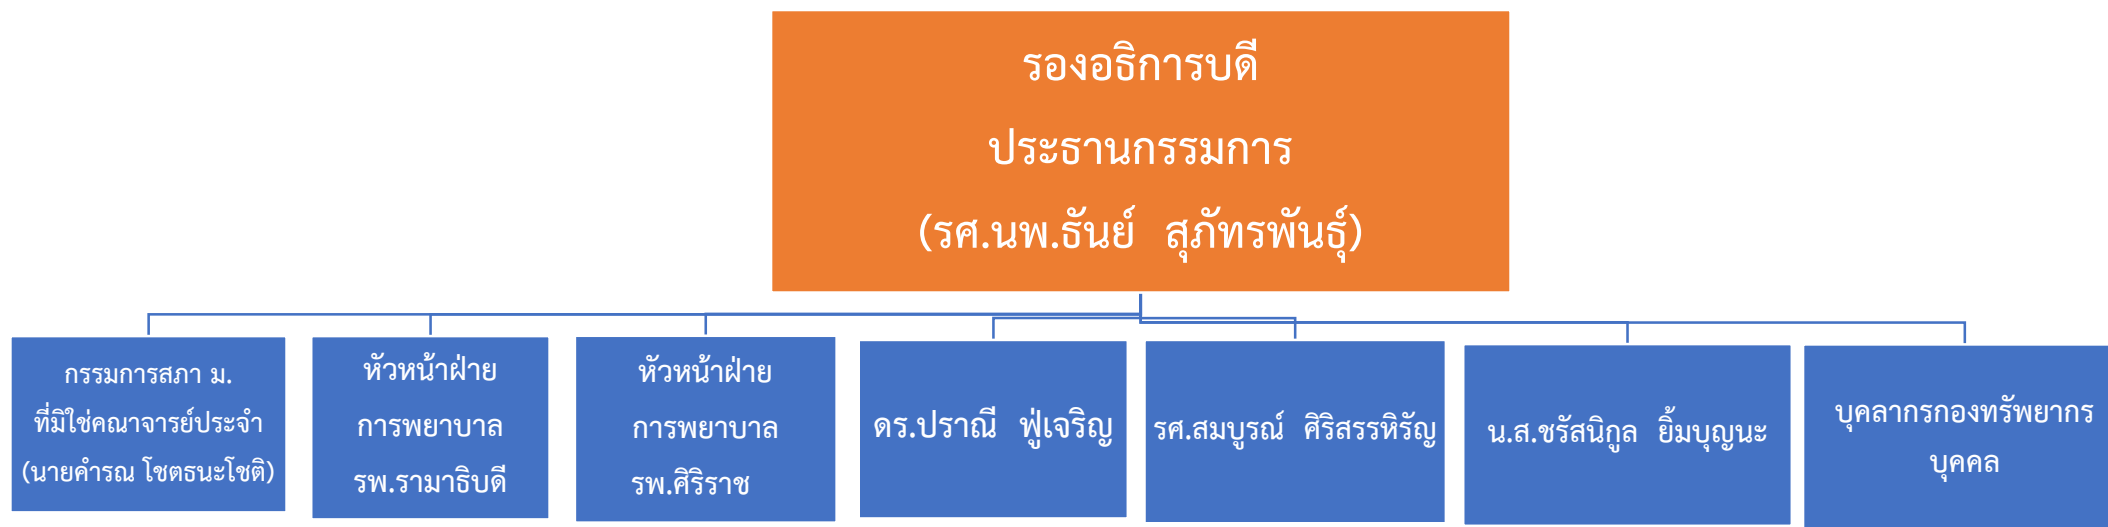 รองอธิการบดี
ประธานกรรมการ
(รศ.นพ.ธันย์ สุภัทรพันธุ์)
กรรมการสภา ม.
ที่มิใช่คณาจารย์ประจำ
(นายคำรณ โชตธนะโชติ)
หัวหน้าฝ่าย
การพยาบาล
รพ.รามาธิบดี
หัวหน้าฝ่าย
การพยาบาล
รพ.ศิริราช
ดร.ปราณี ฟู่เจริญ
รศ.สมบูรณ์ ศิริสรรหิรัญ
น.ส.ชรัสนิกูล ยิ้มบุญนะ
บุคลากรกองทรัพยากร
บุคคล